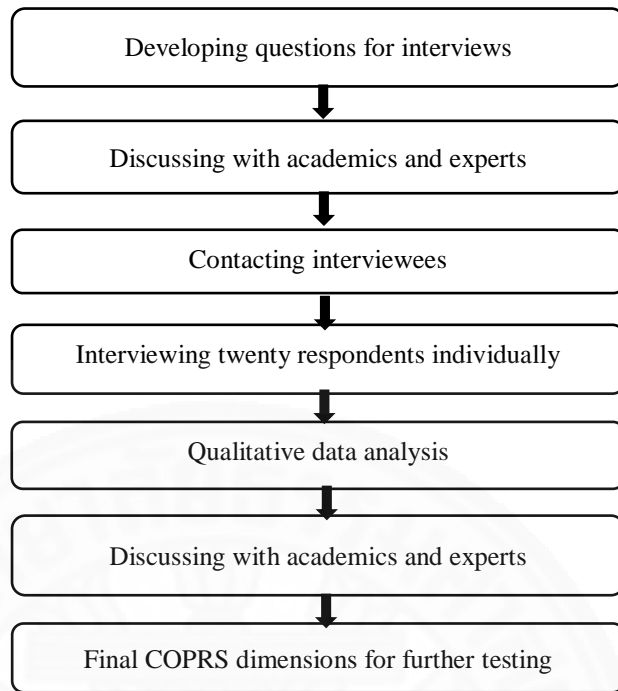 Developing questions for interviews
Discussing with academics and experts
Contacting interviewees
Interviewing twenty respondents individually
Qualitative data analysis
Discussing with academics and experts
Final COPRS dimensions for further testing